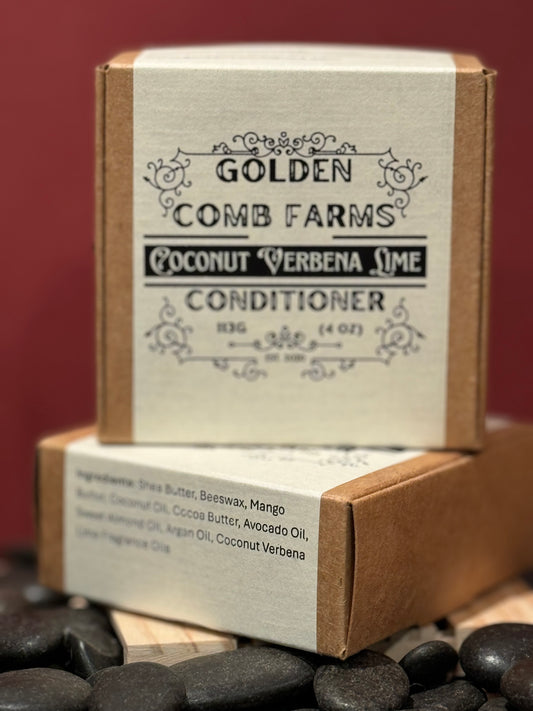 GOLDEN
COMB FARMS
COCONUT VERBENA LIME
CONDITIONER
113G (4 OZ)
Ingredients: Shea Butter, Beeswax, Mango
Butter, Coconut Oil, Cocoa Butter, Avocado Oil,
Sweet Almond Oil, Argan Oil, Coconut Verbena
Lime Fragrance Oils